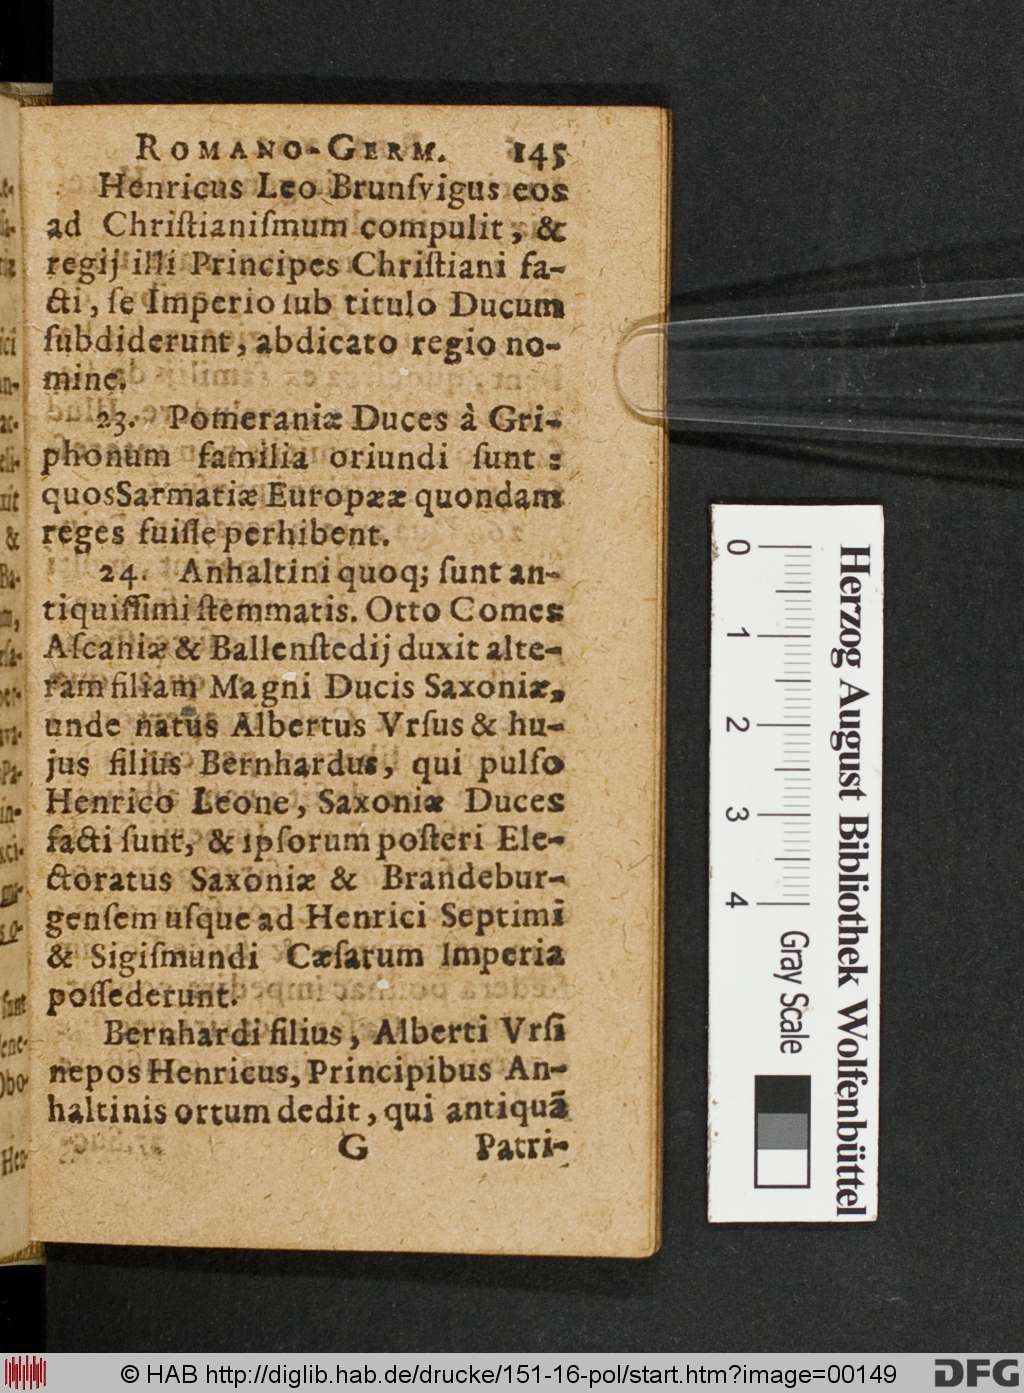 ROMANO-GERM. 145
Henricus Leo Brunſvigus eos
ad Chriſtianiſmum compulit, &
regij illi Principes Chriſtiani fa-
cti, ſe Imperio ſub titulo Ducum
ſubdiderunt, abdicato regio no-
mine.
23. Pomeraniæ Duces à Gri-
phonum familia oriundi ſunt:
quos Sarmatiæ Europææ quondam
reges fuiſſe perhibent.
24. Anhaltini quoq; ſunt an-
tiquiſſimi ſtemmatis. Otto Comes
Aſcaniæ & Ballenſtedij duxit alte-
ram filiam Magni Ducis Saxoniæ,
unde natus Albertus Vrſus & hu-
jus filius Bernhardus, qui pulſo
Henrico Leone, Saxoniæ Duces
facti ſunt, & ipſorum poſteri Ele-
ctoratus Saxoniæ & Brandebur-
genſem uſque ad Henrici Septimi
& Sigiſmundi Cæſarum Imperia
poſſederunt.
Bernhardi filius, Alberti Vrſi
nepos Henricus, Principibus An-
haltinis ortum dedit, qui antiquâ
G Patri-
0 1 2 3 4 Gray Scale
Herzog August Bibliothek Wolfenbüttel
© HAB http://diglib.hab.de/drucke/151-16-pol/start.htm?image=00149
DFG